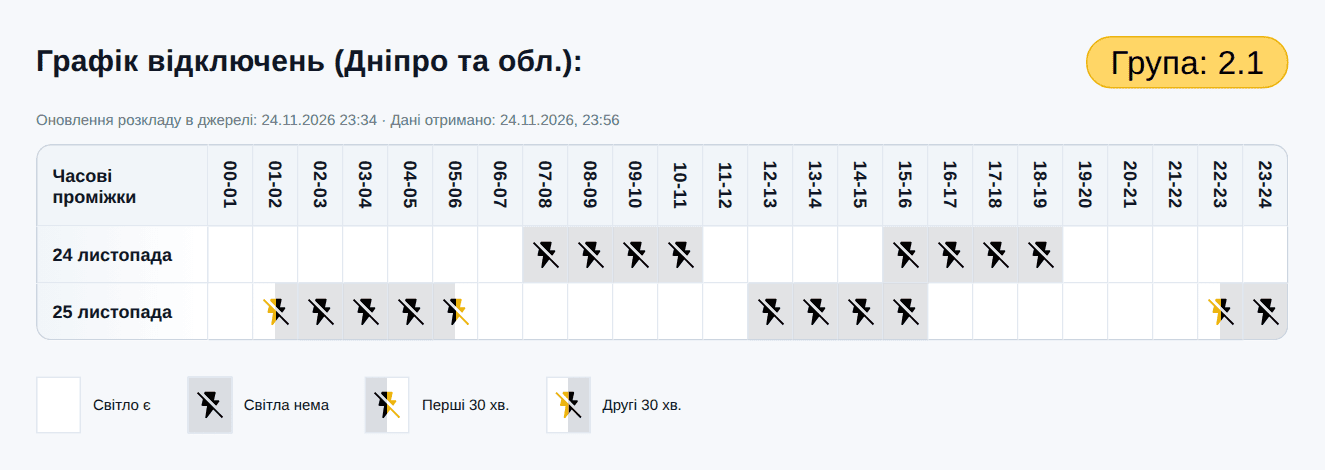 Графік відключень (Дніпро та обл.):
Група: 2.1
Оновлення розкладу в джерелі: 24.11.2026 23:34 · Дані отримано: 24.11.2026, 23:56
Часові
проміжки
00-01 01-02 02-03 03-04 04-05 05-06 06-07 07-08 08-09 09-10 10-11 11-12 12-13 13-14 14-15 15-16 16-17 17-18 18-19 19-20 20-21 21-22 22-23 23-24
24 листопада
25 листопада
Світло є Світла нема Перші 30 хв. Другі 30 хв.